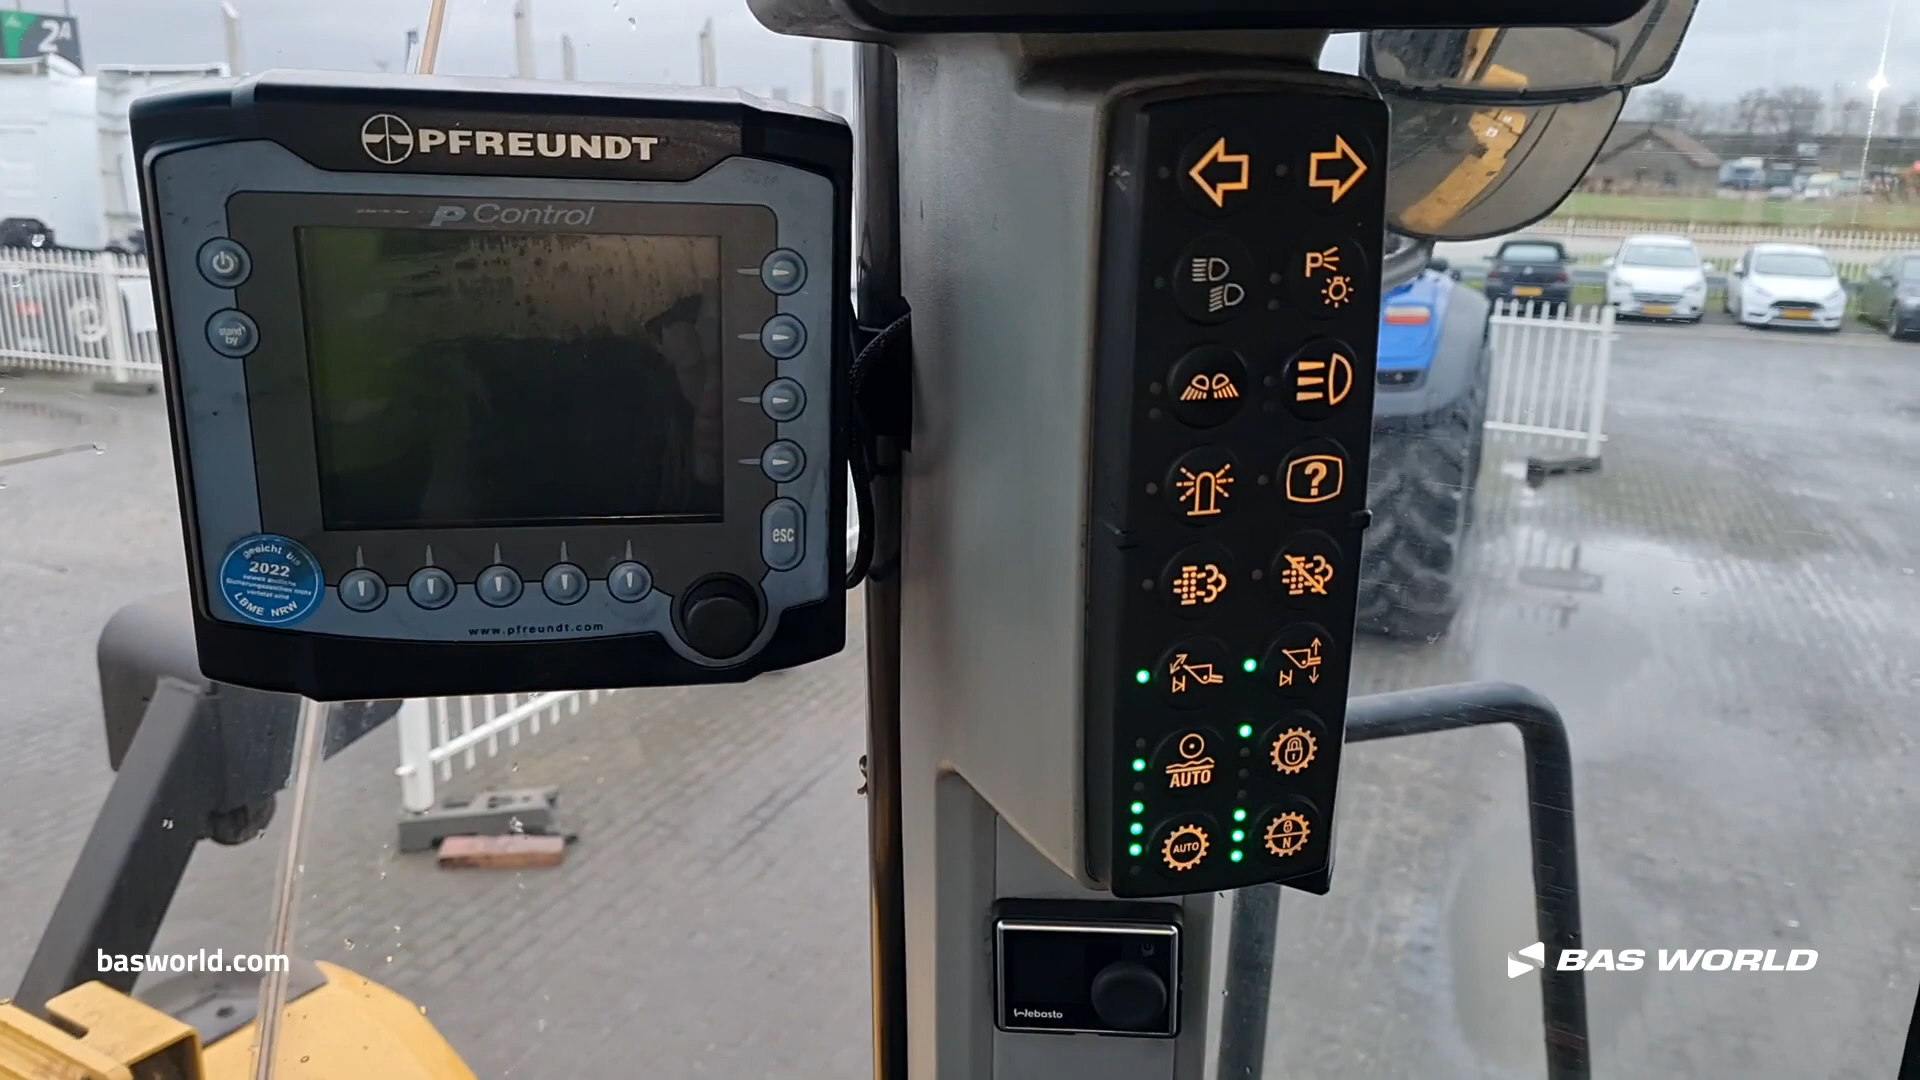 2A
PFREUNDT
P Control
stand by
esc
geeicht bis
2022
LBME NRW
www.pfreundt.com
P
?
AUTO
AUTO
N
Webasto
basworld.com
BAS WORLD